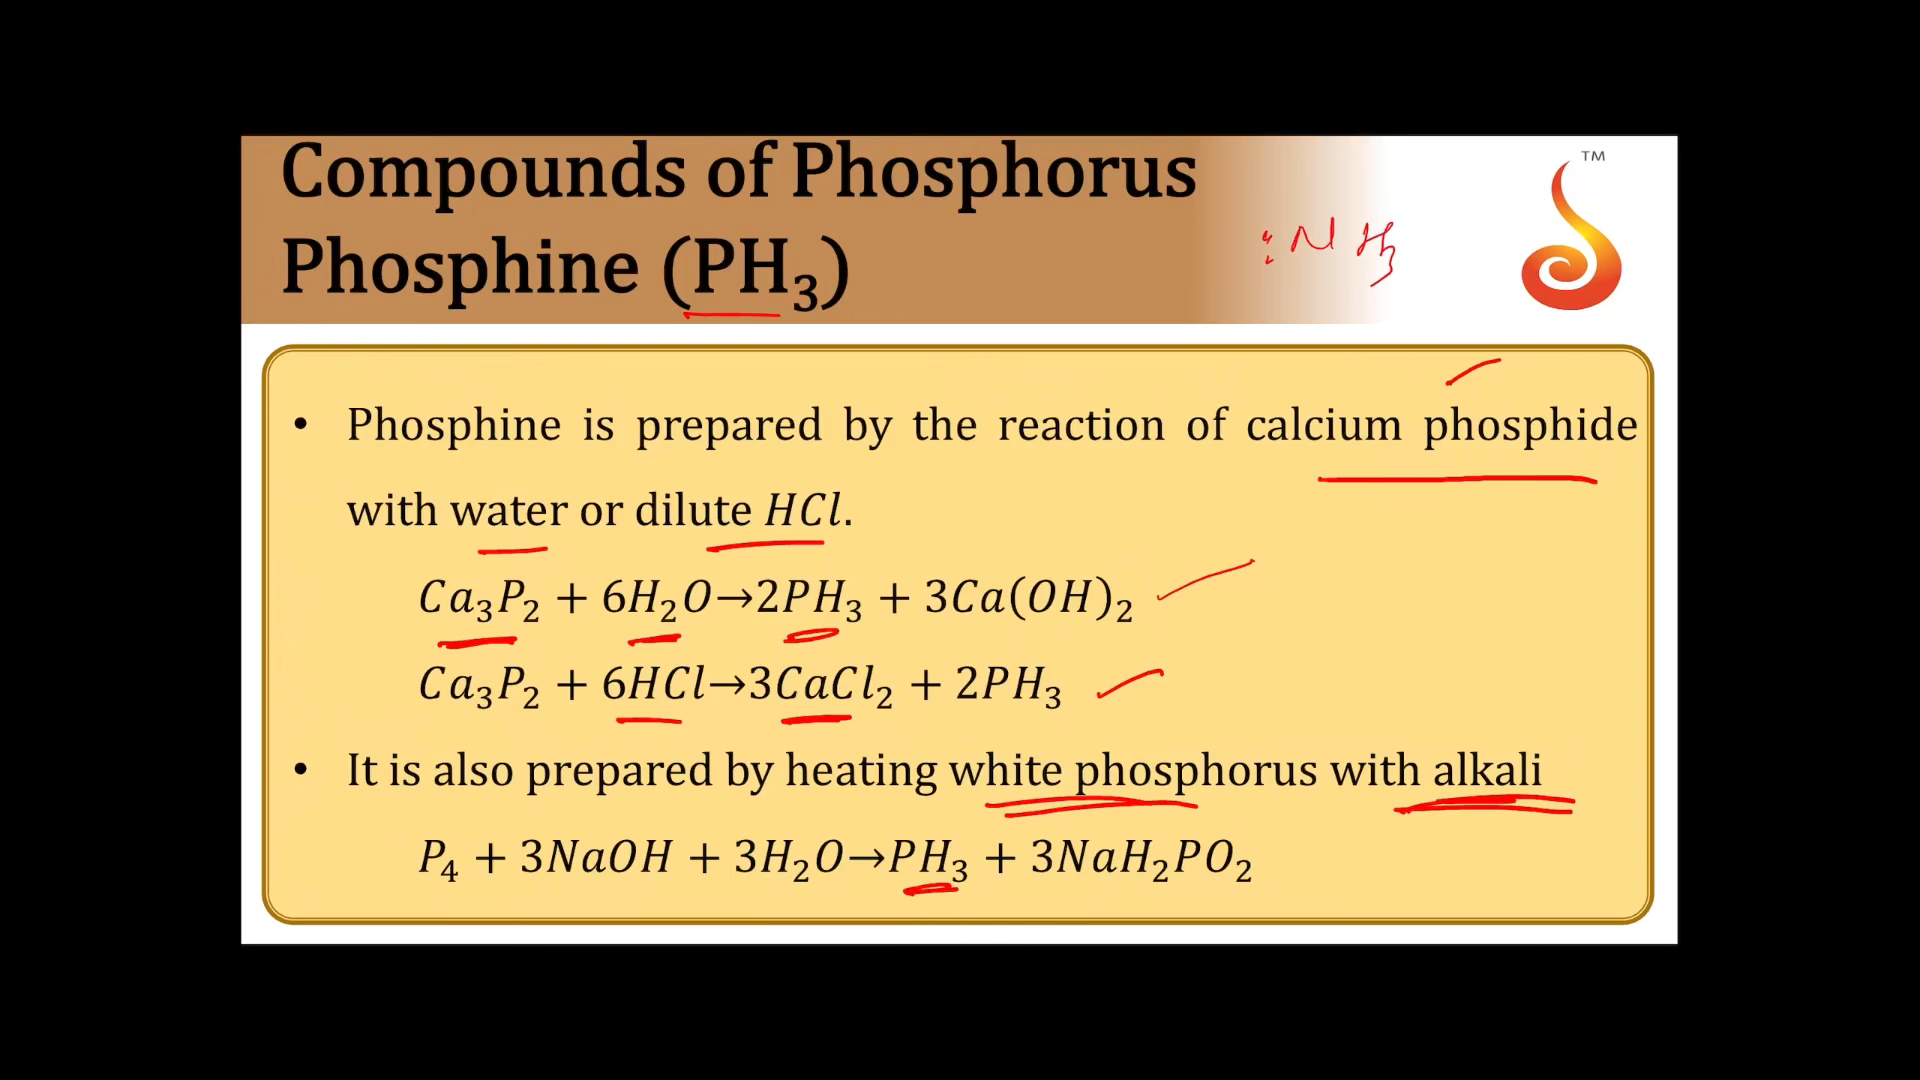 Compounds of Phosphorus
™
Phosphine (PH₃)
:NH₃
• Phosphine is prepared by the reaction of calcium phosphide
with water or dilute HCl.
Ca₃P₂ + 6H₂O→2PH₃ + 3Ca(OH)₂
Ca₃P₂ + 6HCl→3CaCl₂ + 2PH₃
• It is also prepared by heating white phosphorus with alkali
P₄ + 3NaOH + 3H₂O→PH₃ + 3NaH₂PO₂